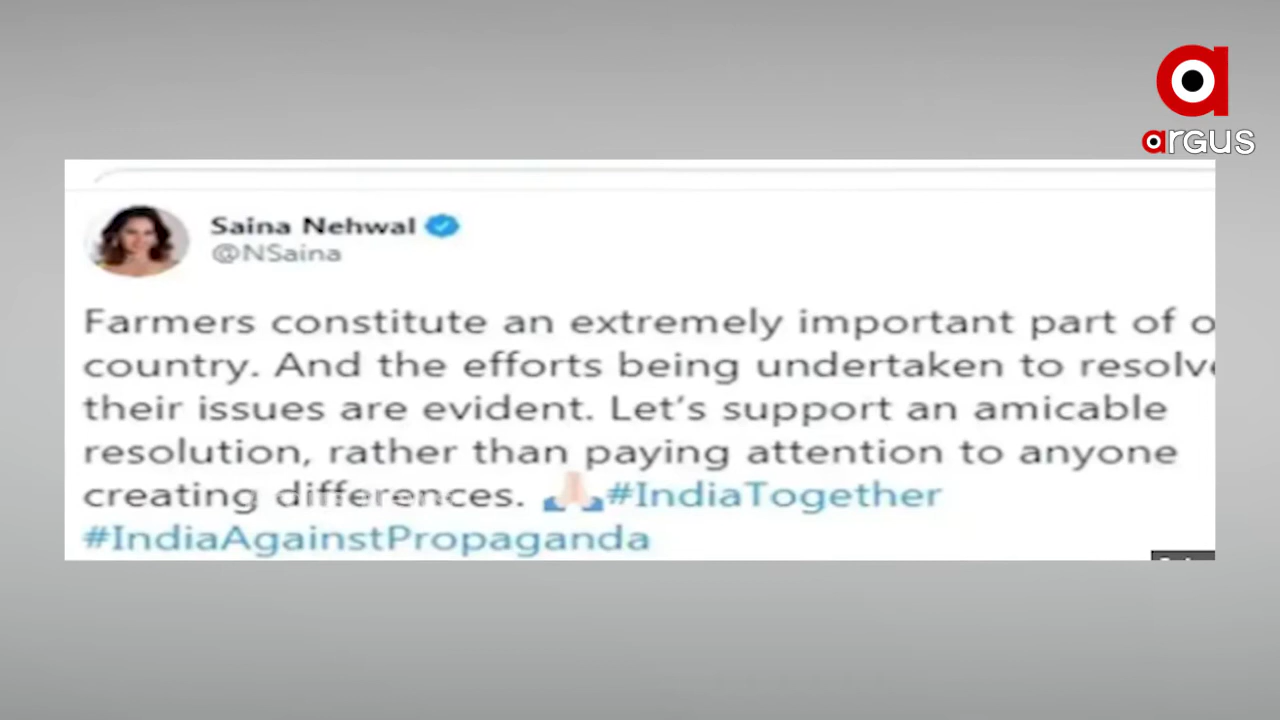 argus
Saina Nehwal
@NSaina
Farmers constitute an extremely important part of o
country. And the efforts being undertaken to resolv
their issues are evident. Let's support an amicable
resolution, rather than paying attention to anyone
creating differences. 🙏🏻 #IndiaTogether
#IndiaAgainstPropaganda